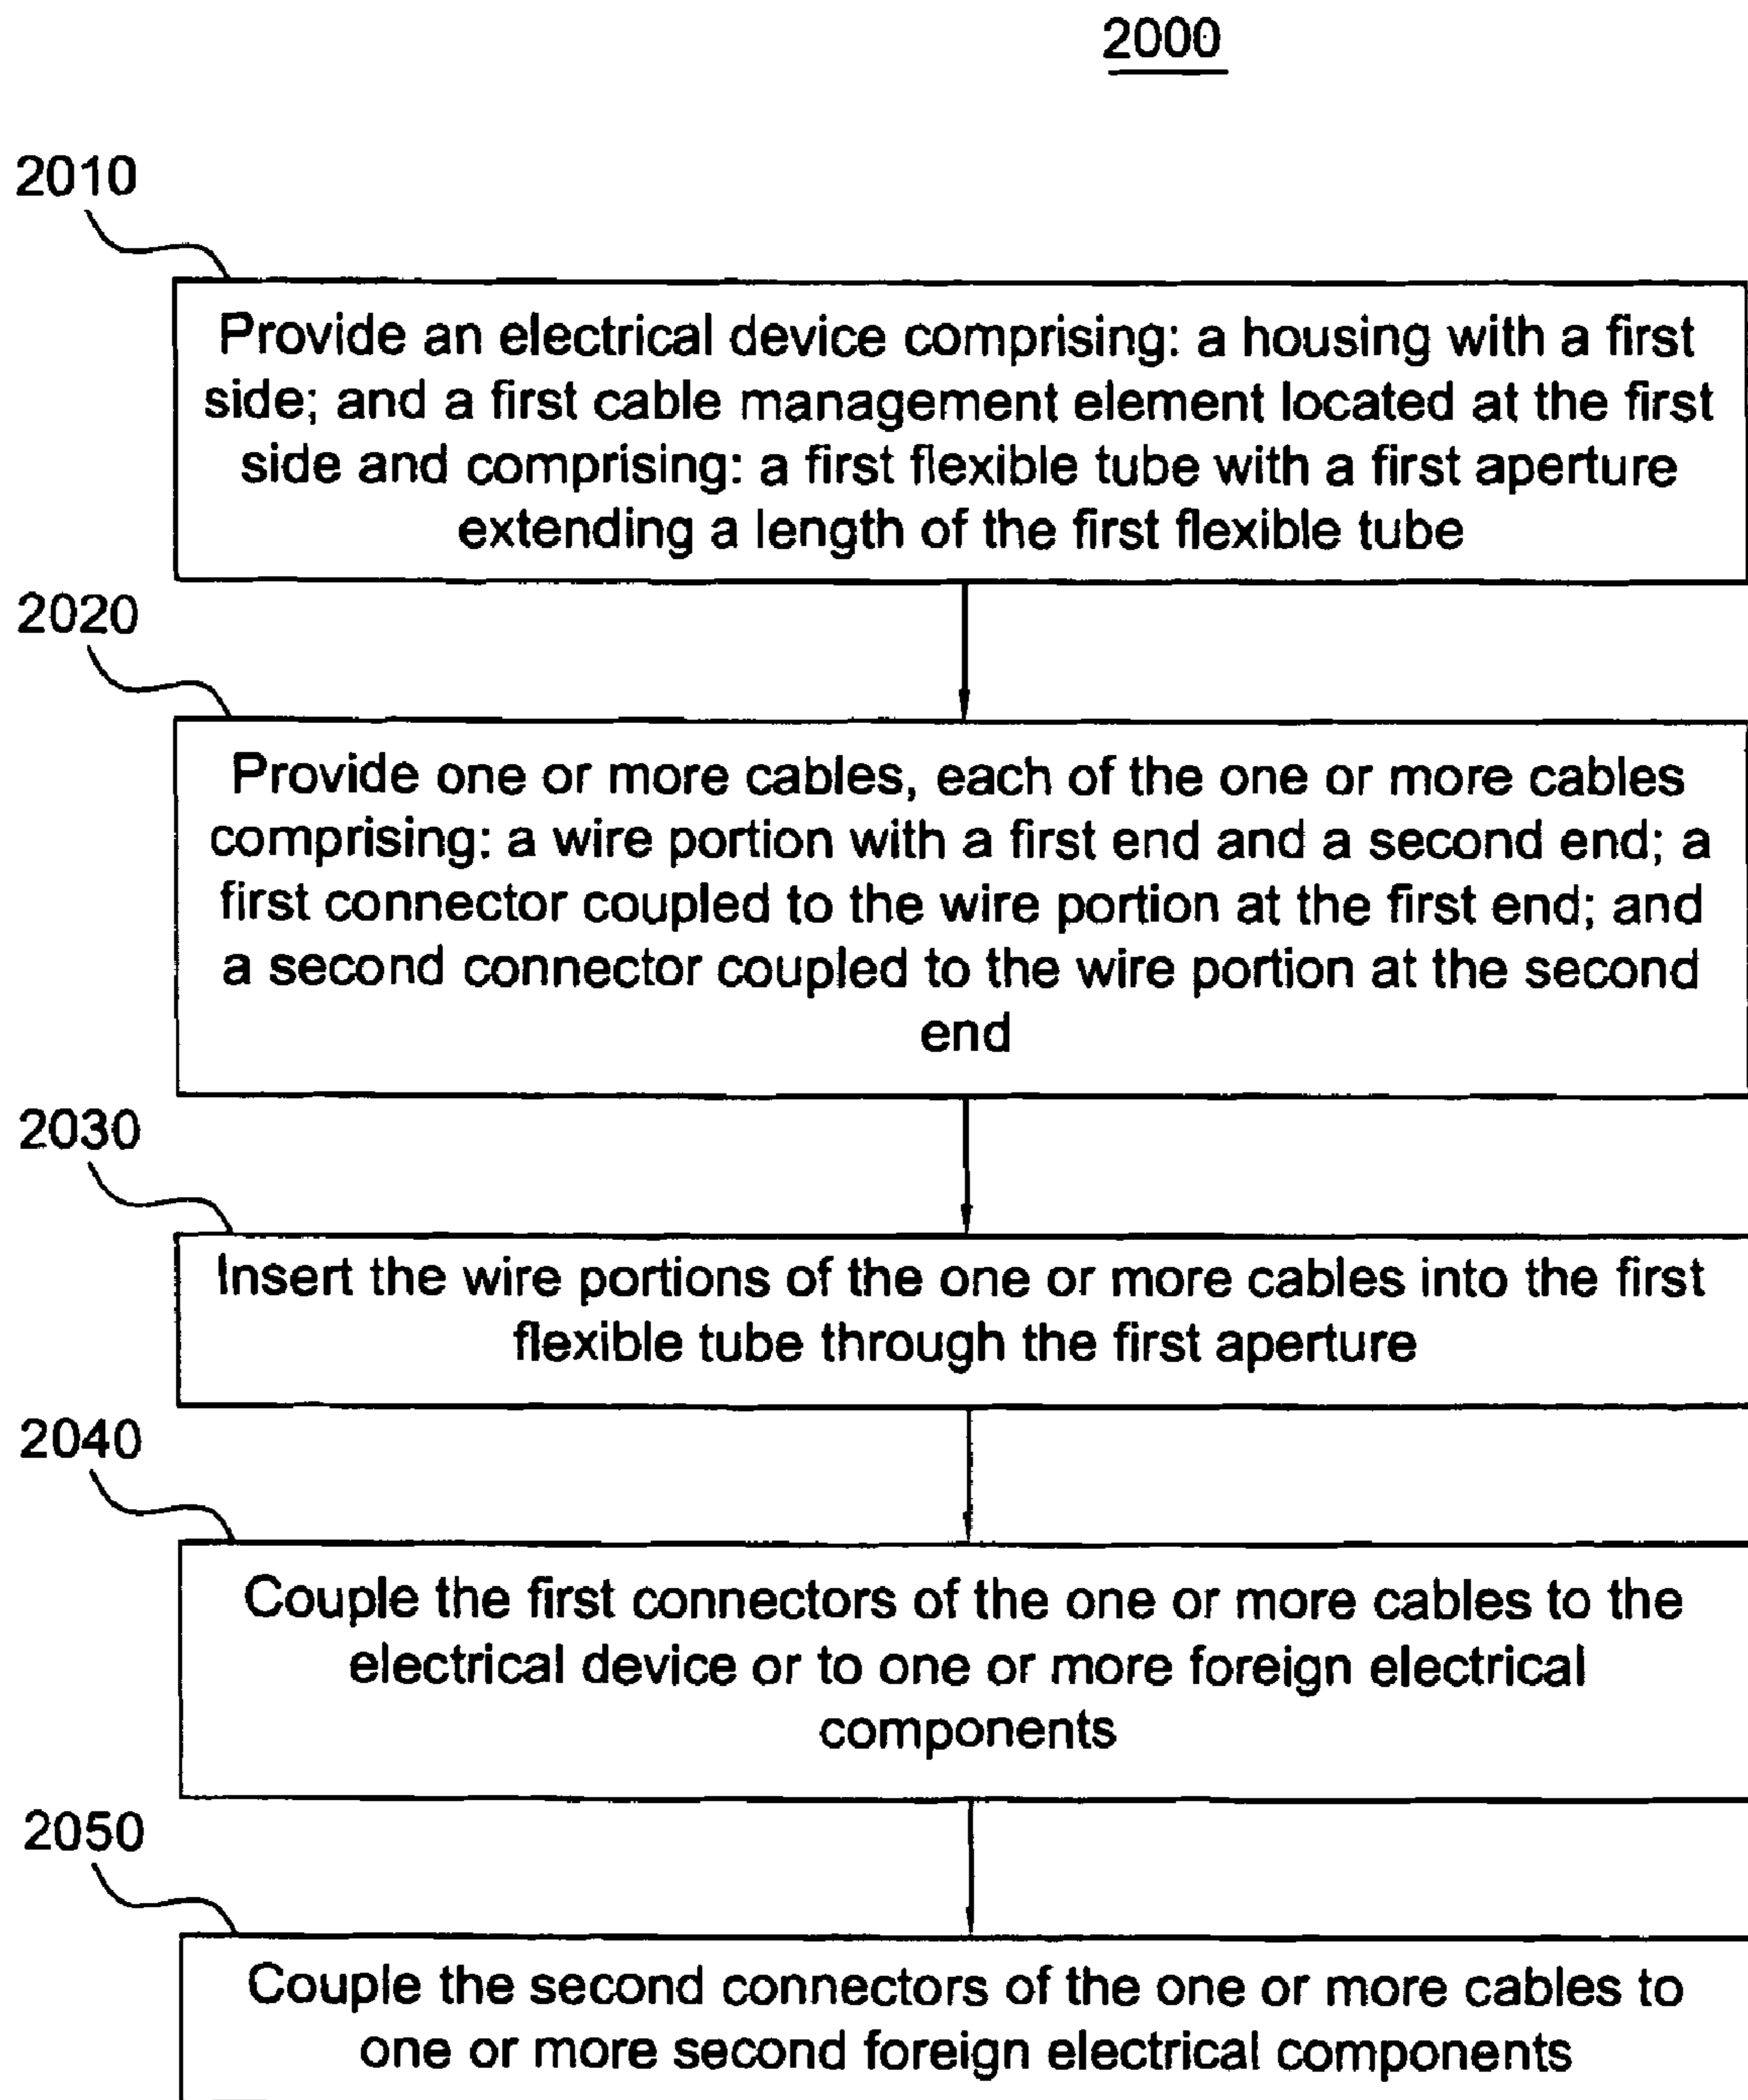 2000
2010
Provide an electrical device comprising: a housing with a first
side; and a first cable management element located at the first
side and comprising: a first flexible tube with a first aperture
extending a length of the first flexible tube
2020
Provide one or more cables, each of the one or more cables
comprising: a wire portion with a first end and a second end; a
first connector coupled to the wire portion at the first end; and
a second connector coupled to the wire portion at the second
end
2030
Insert the wire portions of the one or more cables into the first
flexible tube through the first aperture
2040
Couple the first connectors of the one or more cables to the
electrical device or to one or more foreign electrical
components
2050
Couple the second connectors of the one or more cables to
one or more second foreign electrical components